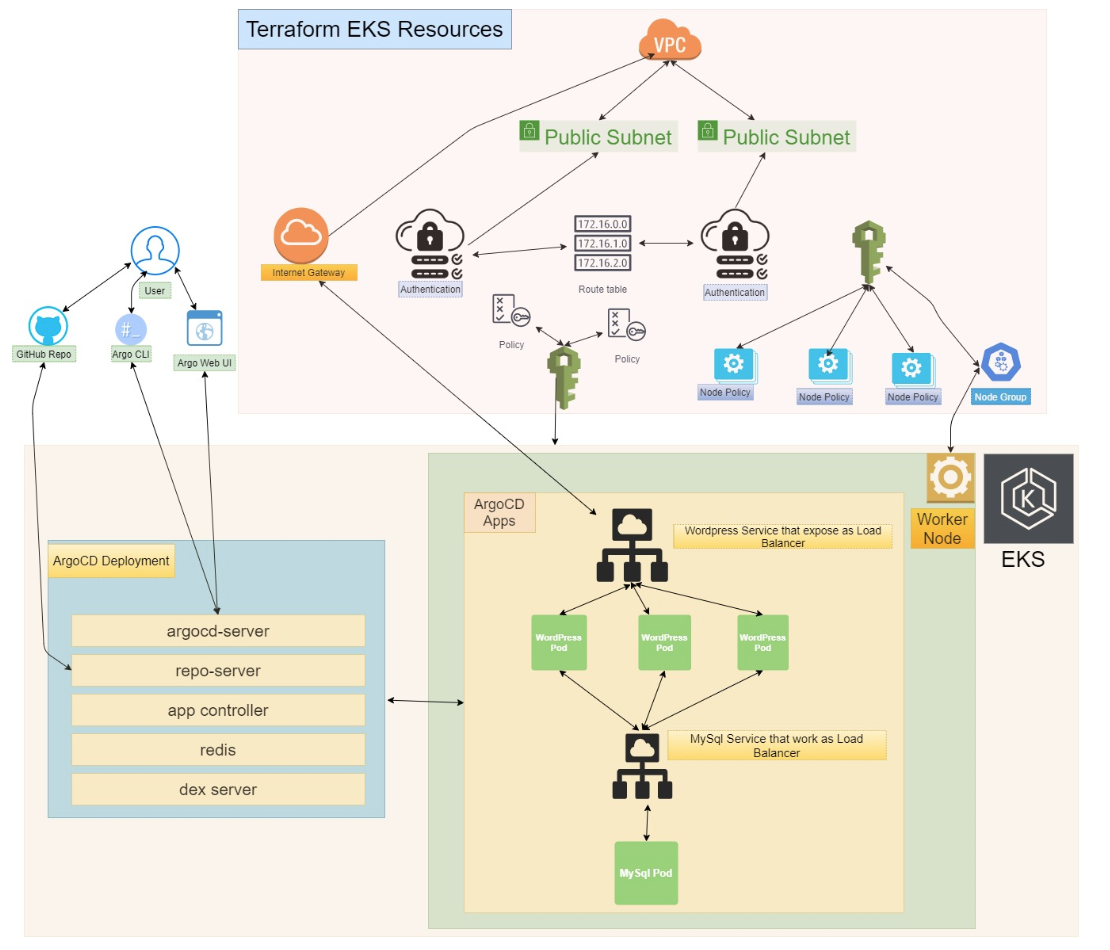 Terraform EKS Resources
VPC
Public Subnet
Public Subnet
172.16.0.0
172.16.1.0
172.16.2.0
Internet Gateway
Authentication
Route table
Authentication
User
#_
Policy
Policy
GitHub Repo
Argo CLI
Argo Web UI
Node Policy
Node Policy
Node Policy
Node Group
ArgoCD
Apps
Wordpress Service that expose as Load
Balancer
Worker
Node
K
EKS
ArgoCD Deployment
argocd-server
repo-server
app controller
redis
dex server
WordPress
Pod
WordPress
Pod
WordPress
Pod
MySql Service that work as Load
Balancer
MySql Pod